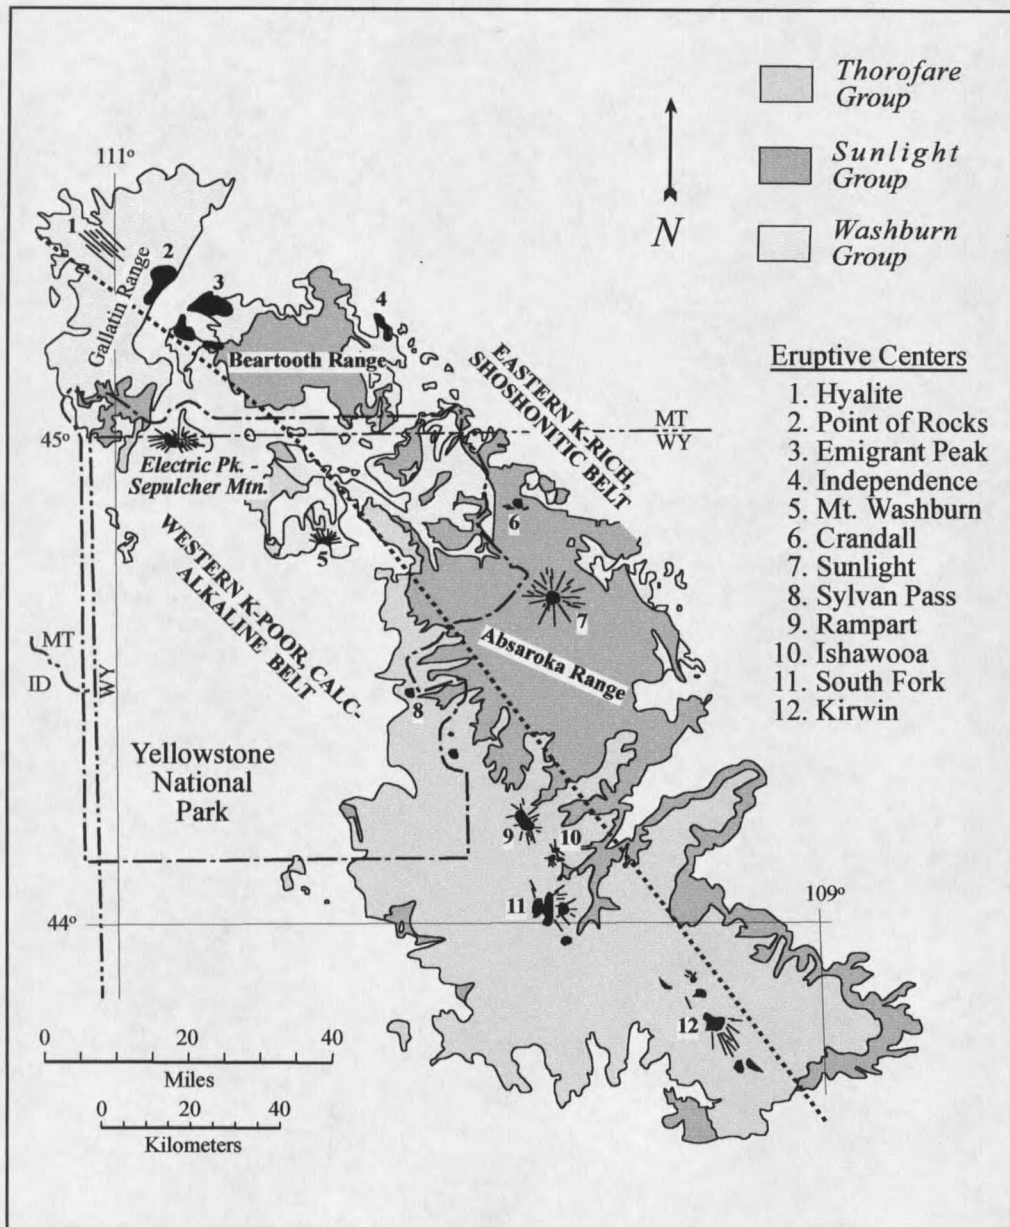 Thorofare
Group
Sunlight
Group
Washburn
Group
N
111°
1
2
3
4
Gallatin Range
Beartooth Range
EASTERN K-RICH,
SHOSHONITIC BELT
MT
WY
45°
Electric Pk. -
Sepulcher Mtn.
5
6
7
WESTERN K-POOR, CALC-
ALKALINE BELT
Absaroka Range
MT
ID
WY
8
Yellowstone
National
Park
9
10
11
44°
109°
12
Eruptive Centers
1. Hyalite
2. Point of Rocks
3. Emigrant Peak
4. Independence
5. Mt. Washburn
6. Crandall
7. Sunlight
8. Sylvan Pass
9. Rampart
10. Ishawooa
11. South Fork
12. Kirwin
0 20 40
Miles
0 20 40
Kilometers